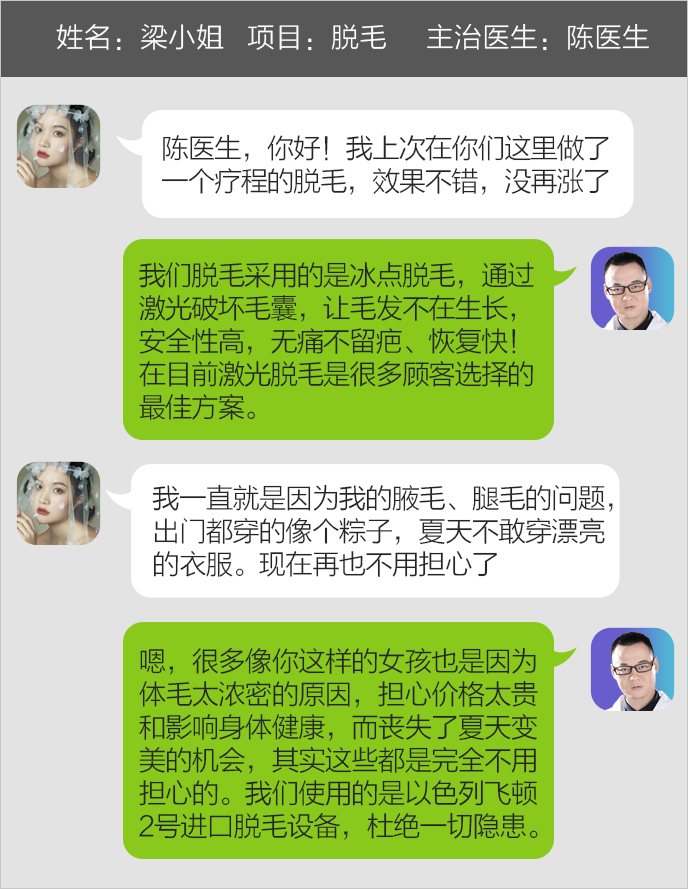 姓名：梁小姐 项目：脱毛 主治医生：陈医生
陈医生，你好！我上次在你们这里做了
一个疗程的脱毛，效果不错，没再涨了
我们脱毛采用的是冰点脱毛，通过
激光破坏毛囊，让毛发不在生长，
安全性高，无痛不留疤、恢复快！
在目前激光脱毛是很多顾客选择的
最佳方案。
我一直就是因为我的腋毛、腿毛的问题，
出门都穿的像个粽子，夏天不敢穿漂亮
的衣服。现在再也不用担心了
嗯，很多像你这样的女孩也是因为
体毛太浓密的原因，担心价格太贵
和影响身体健康，而丧失了夏天变
美的机会，其实这些都是完全不用
担心的。我们使用的是以色列飞顿
2号进口脱毛设备，杜绝一切隐患。